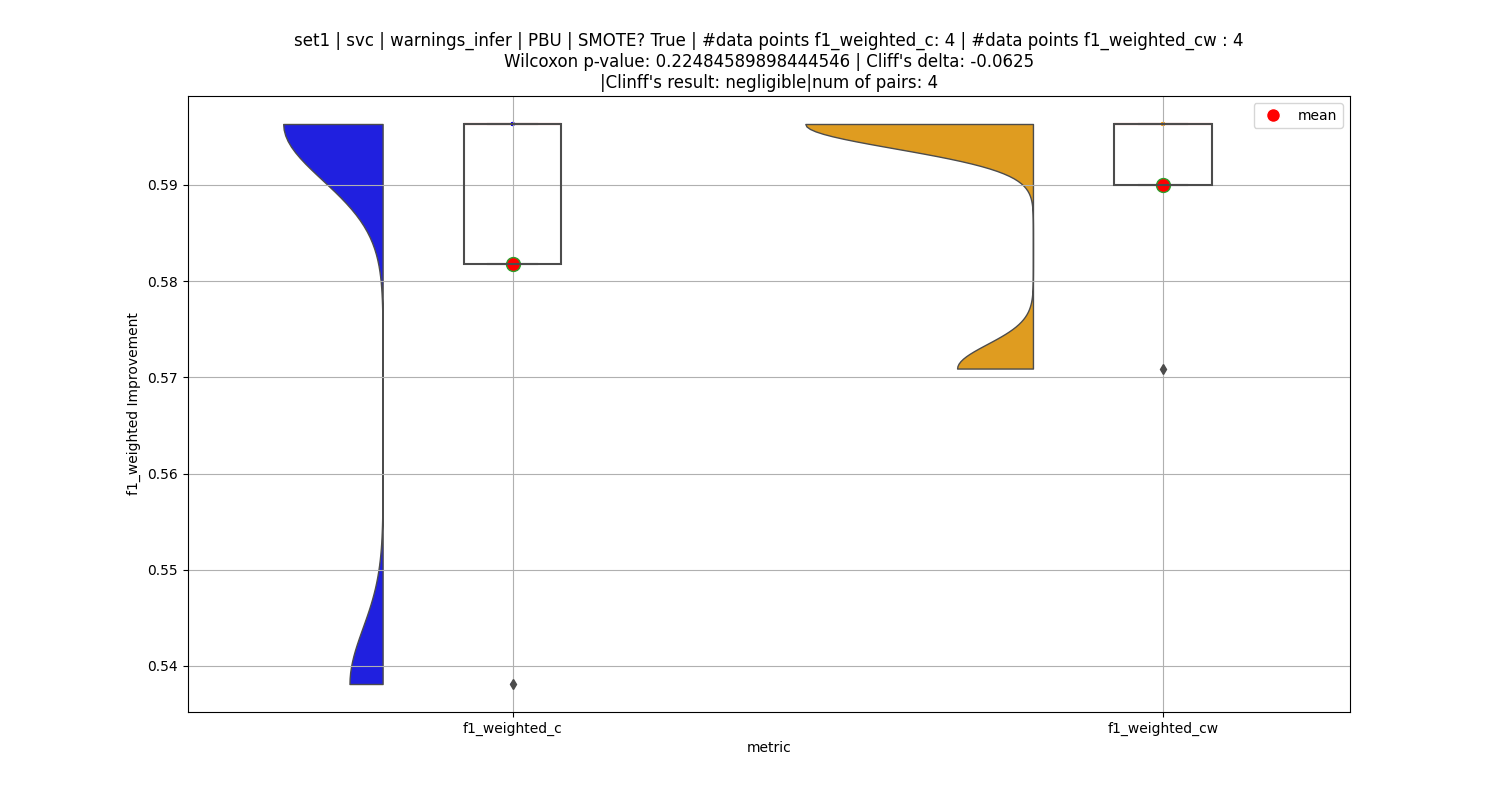 set1 | svc | warnings_infer | PBU | SMOTE? True | #data points f1_weighted_c: 4 | #data points f1_weighted_cw : 4
Wilcoxon p-value: 0.22484589898444546 | Cliff's delta: -0.0625
|Clinff's result: negligible|num of pairs: 4
mean
0.59
0.58
0.57
0.56
0.55
0.54
f1_weighted Improvement
f1_weighted_c
f1_weighted_cw
metric